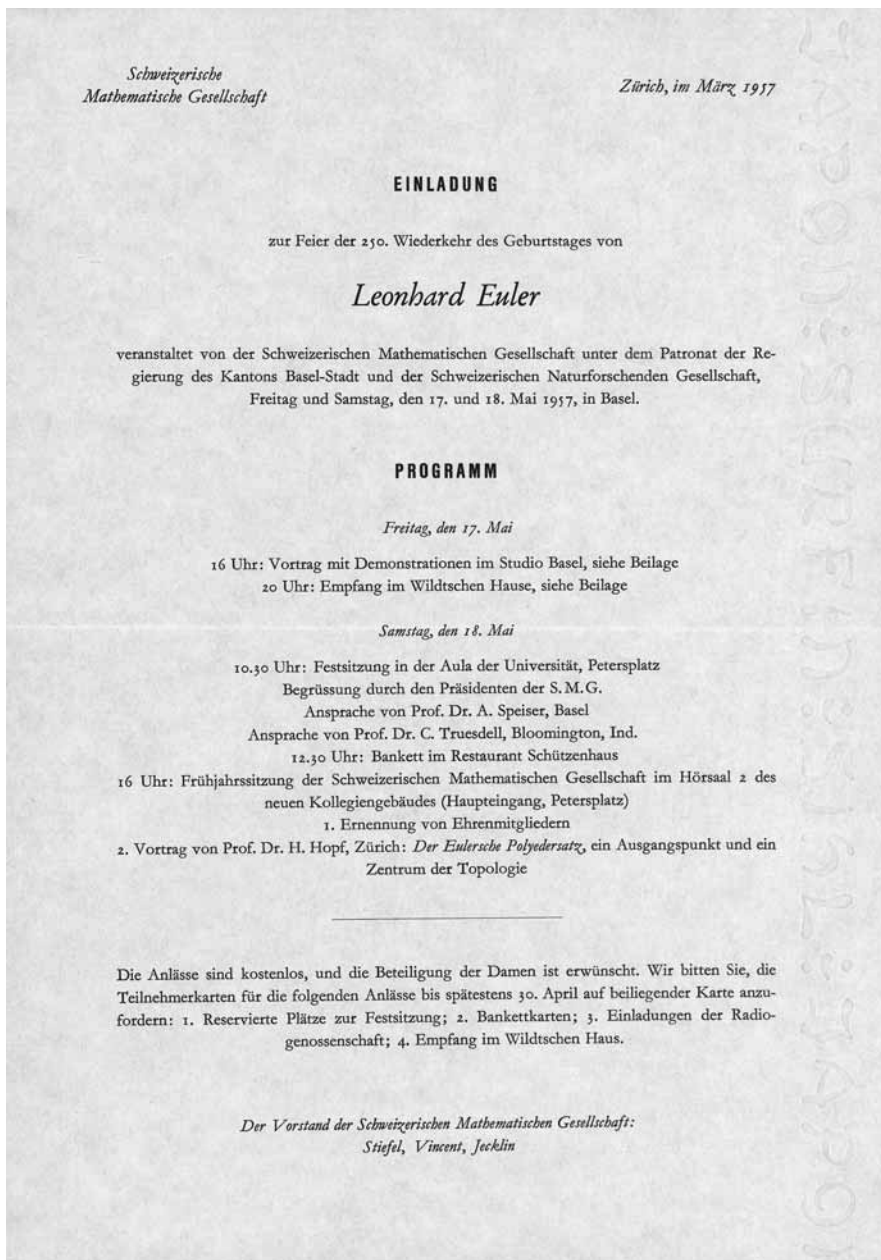 Schweizerische
Mathematische Gesellschaft
Zürich, im März 1957
EINLADUNG
zur Feier der 250. Wiederkehr des Geburtstages von
Leonhard Euler
veranstaltet von der Schweizerischen Mathematischen Gesellschaft unter dem Patronat der Re-
gierung des Kantons Basel-Stadt und der Schweizerischen Naturforschenden Gesellschaft,
Freitag und Samstag, den 17. und 18. Mai 1957, in Basel.
PROGRAMM
Freitag, den 17. Mai
16 Uhr: Vortrag mit Demonstrationen im Studio Basel, siehe Beilage
20 Uhr: Empfang im Wildtschen Hause, siehe Beilage
Samstag, den 18. Mai
10.30 Uhr: Festsitzung in der Aula der Universität, Petersplatz
Begrüssung durch den Präsidenten der S.M.G.
Ansprache von Prof. Dr. A. Speiser, Basel
Ansprache von Prof. Dr. C. Truesdell, Bloomington, Ind.
12.30 Uhr: Bankett im Restaurant Schützenhaus
16 Uhr: Frühjahrssitzung der Schweizerischen Mathematischen Gesellschaft im Hörsaal 2 des
neuen Kollegiengebäudes (Haupteingang, Petersplatz)
1. Ernennung von Ehrenmitgliedern
2. Vortrag von Prof. Dr. H. Hopf, Zürich: Der Eulersche Polyedersatz, ein Ausgangspunkt und ein
Zentrum der Topologie
Die Anlässe sind kostenlos, und die Beteiligung der Damen ist erwünscht. Wir bitten Sie, die
Teilnehmerkarten für die folgenden Anlässe bis spätestens 30. April auf beiliegender Karte anzu-
fordern: 1. Reservierte Plätze zur Festsitzung; 2. Bankettkarten; 3. Einladungen der Radio-
genossenschaft; 4. Empfang im Wildtschen Haus.
Der Vorstand der Schweizerischen Mathematischen Gesellschaft:
Stiefel, Vincent, Jecklin